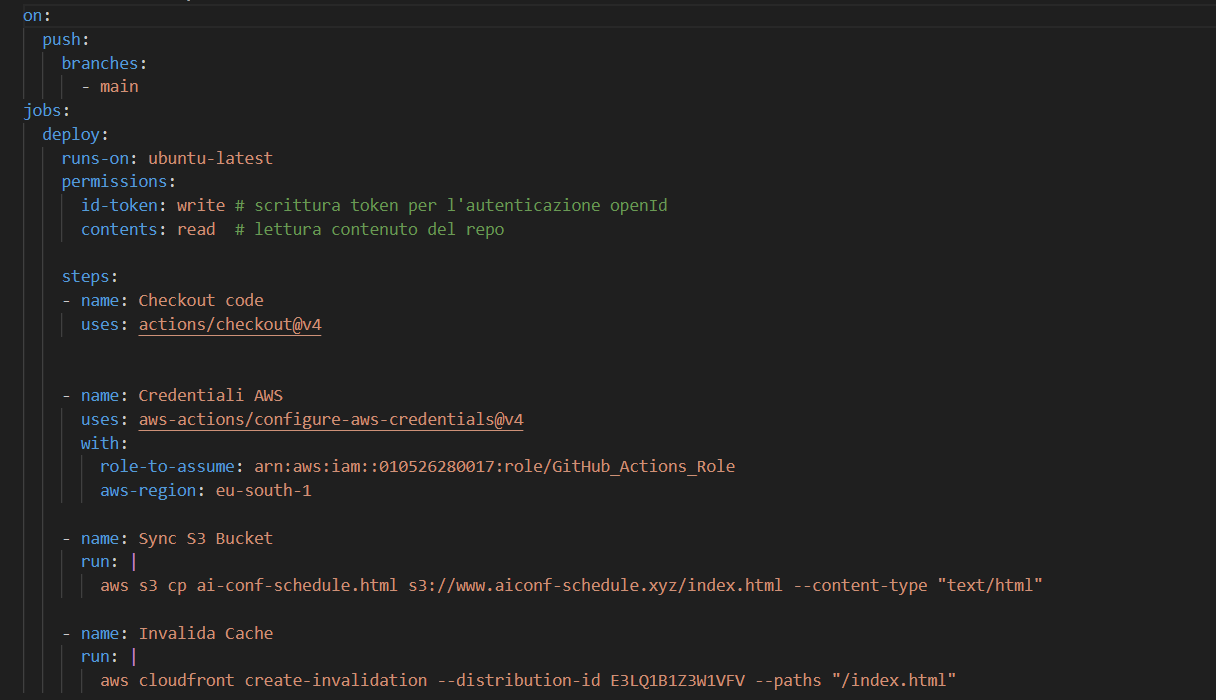 on:
  push:
    branches:
      - main
jobs:
  deploy:
    runs-on: ubuntu-latest
    permissions:
      id-token: write # scrittura token per l'autenticazione openId
      contents: read  # lettura contenuto del repo

    steps:
    - name: Checkout code
      uses: actions/checkout@v4


    - name: Credentiali AWS
      uses: aws-actions/configure-aws-credentials@v4
      with:
        role-to-assume: arn:aws:iam::010526280017:role/GitHub_Actions_Role
        aws-region: eu-south-1

    - name: Sync S3 Bucket
      run: |
        aws s3 cp ai-conf-schedule.html s3://www.aiconf-schedule.xyz/index.html --content-type "text/html"

    - name: Invalida Cache
      run: |
        aws cloudfront create-invalidation --distribution-id E3LQ1B1Z3W1VFV --paths "/index.html"